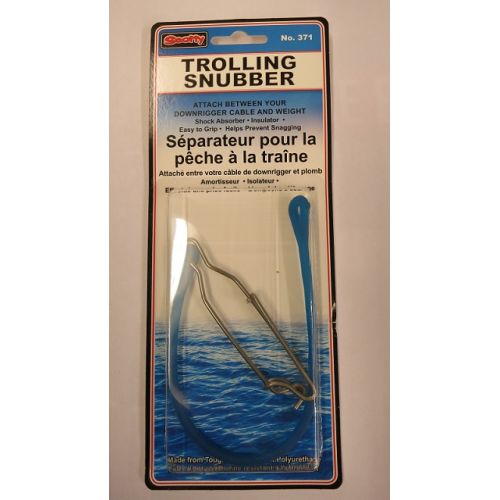 Scotty
No. 371
TROLLING
SNUBBER
ATTACH BETWEEN YOUR
DOWNRIGGER CABLE AND WEIGHT
Shock Absorber • Insulator •
Easy to Grip • Helps Prevent Snagging
Séparateur pour la
pêche à la traîne
Attaché entre votre câble de downrigger et plomb
Amortisseur • Isolateur •
Made from Toug